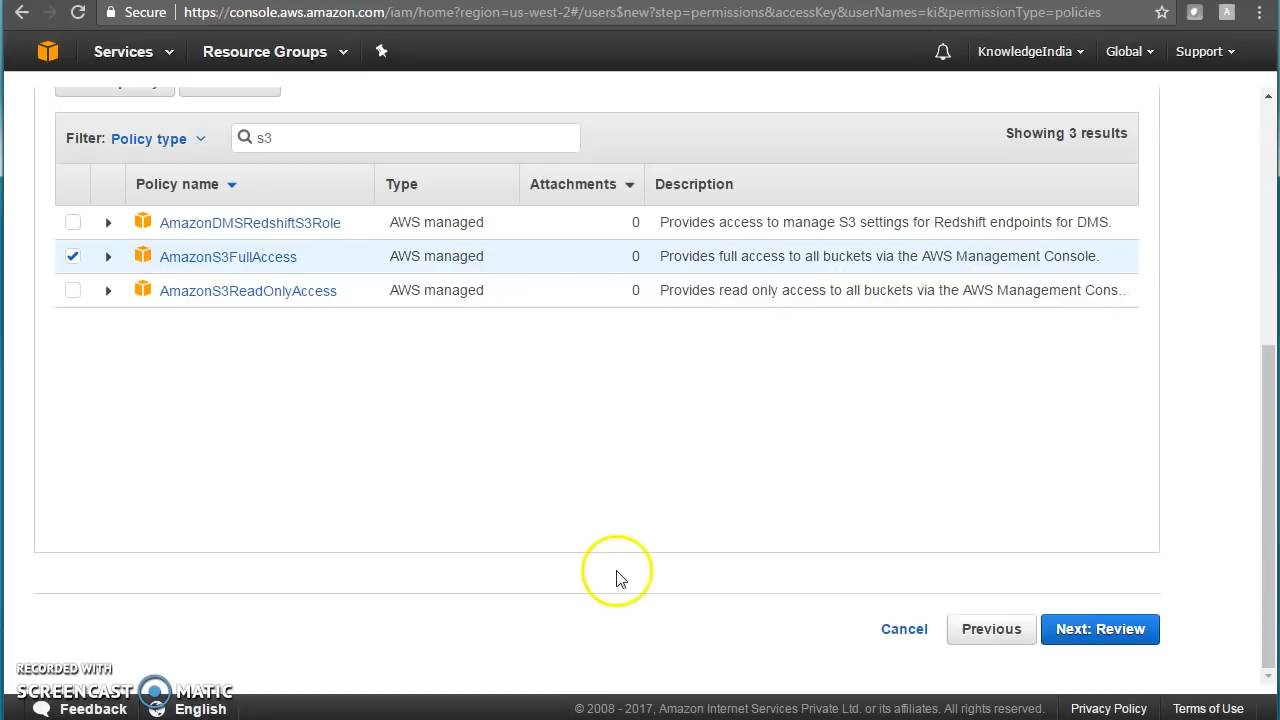 Secure https://console.aws.amazon.com/iam/home?region=us-west-2#/users$new?step=permissions&accessKey&userNames=ki&permissionType=policies A
Services Resource Groups KnowledgeIndia Global Support
Filter: Policy type s3 Showing 3 results
Policy name Type Attachments Description
AmazonDMSRedshiftS3Role AWS managed 0 Provides access to manage S3 settings for Redshift endpoints for DMS.
AmazonS3FullAccess AWS managed 0 Provides full access to all buckets via the AWS Management Console.
AmazonS3ReadOnlyAccess AWS managed 0 Provides read only access to all buckets via the AWS Management Cons...
Cancel Previous Next: Review
RECORDED WITH
SCREENCAST MATIC
Feedback English © 2008 - 2017, Amazon Internet Services Private Ltd. or its affiliates. All rights reserved. Privacy Policy Terms of Use